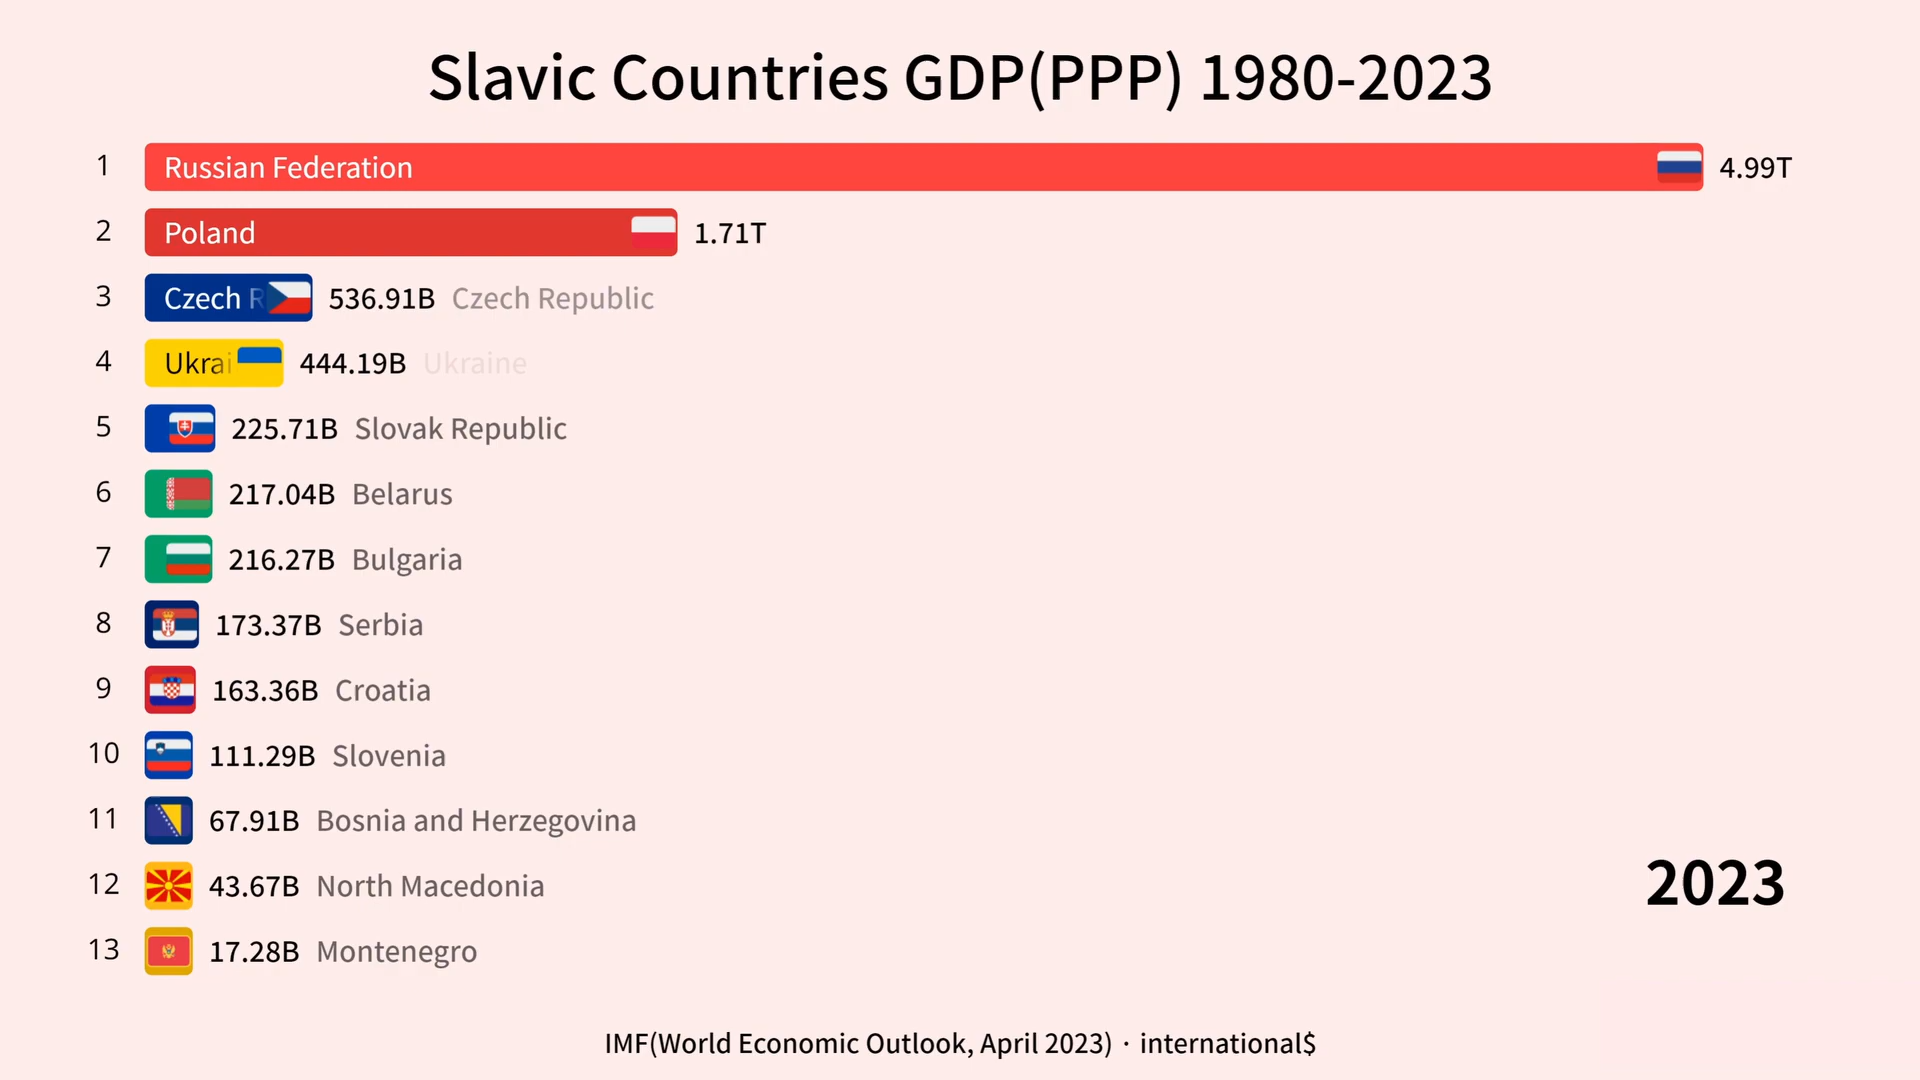 Slavic Countries GDP(PPP) 1980-2023
1 Russian Federation 4.99T
2 Poland 1.71T
3 Czech R 536.91B Czech Republic
4 Ukrai 444.19B Ukraine
5 225.71B Slovak Republic
6 217.04B Belarus
7 216.27B Bulgaria
8 173.37B Serbia
9 163.36B Croatia
10 111.29B Slovenia
11 67.91B Bosnia and Herzegovina
12 43.67B North Macedonia
2023
13 17.28B Montenegro
IMF(World Economic Outlook, April 2023) · international$